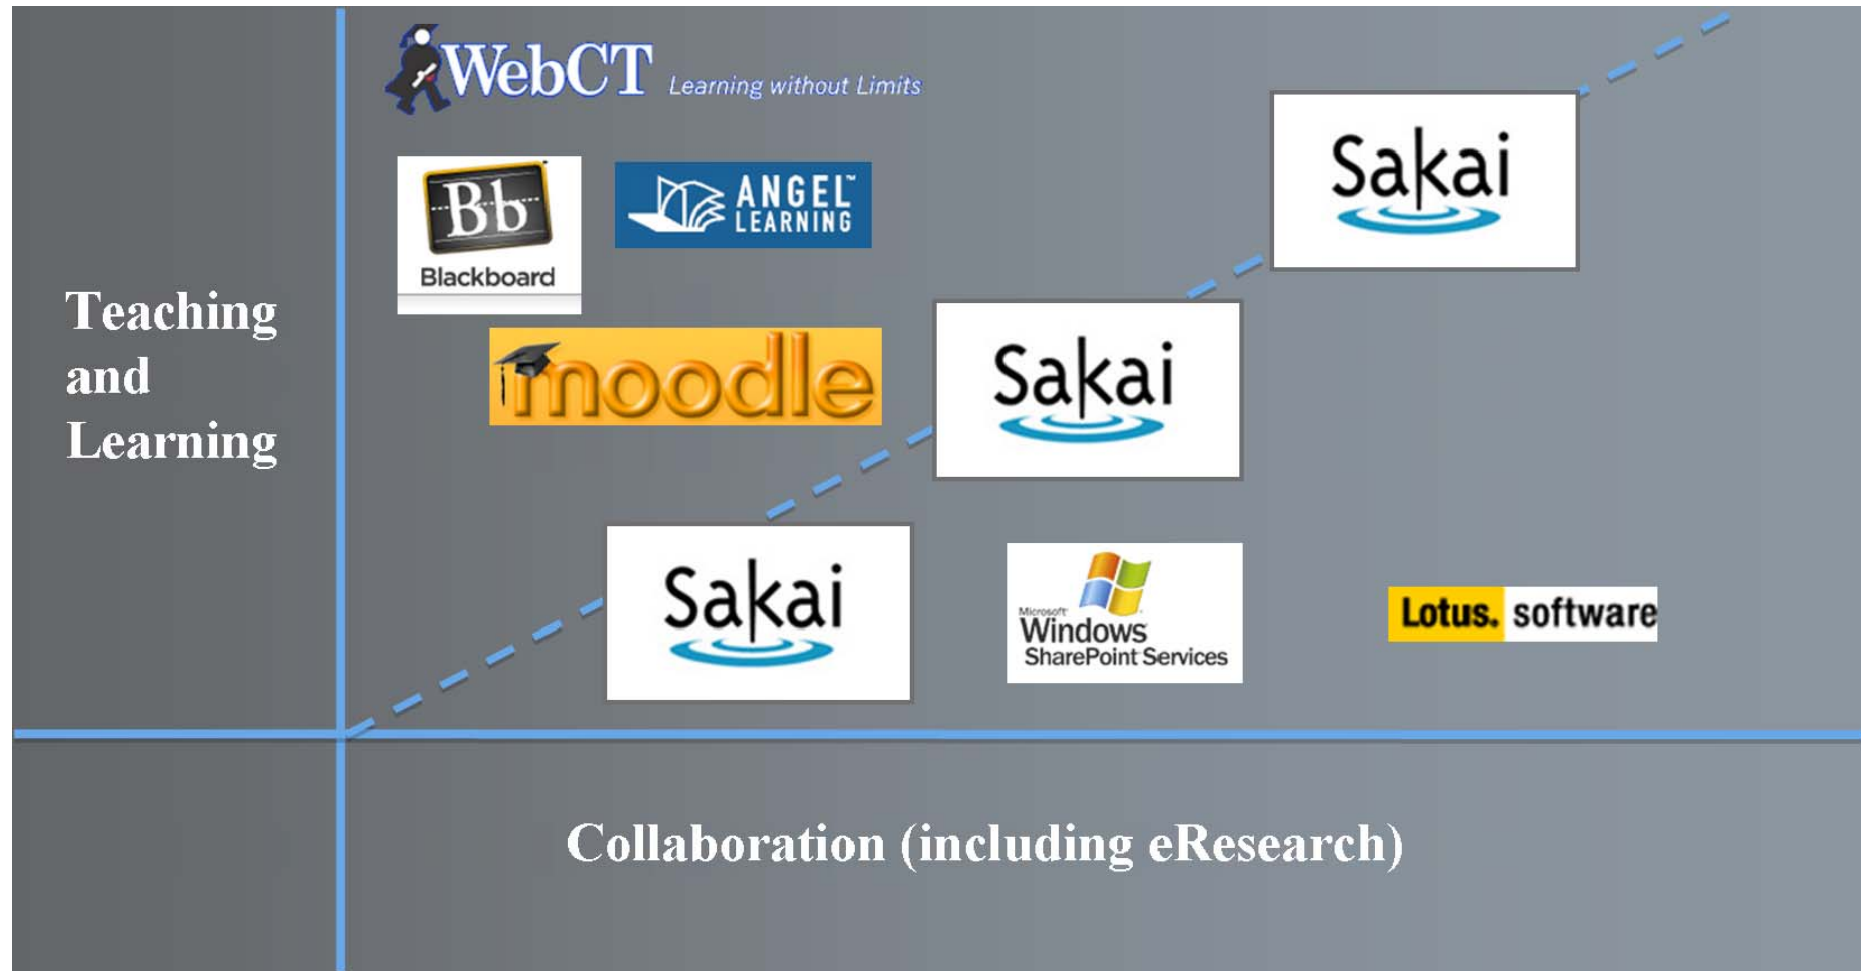 WebCT Learning without Limits
Bb
Blackboard
ANGEL™
LEARNING
moodle
Sakai
Sakai
Sakai
Teaching
and
Learning
Microsoft®
Windows
SharePoint Services
Lotus. software
Collaboration (including eResearch)